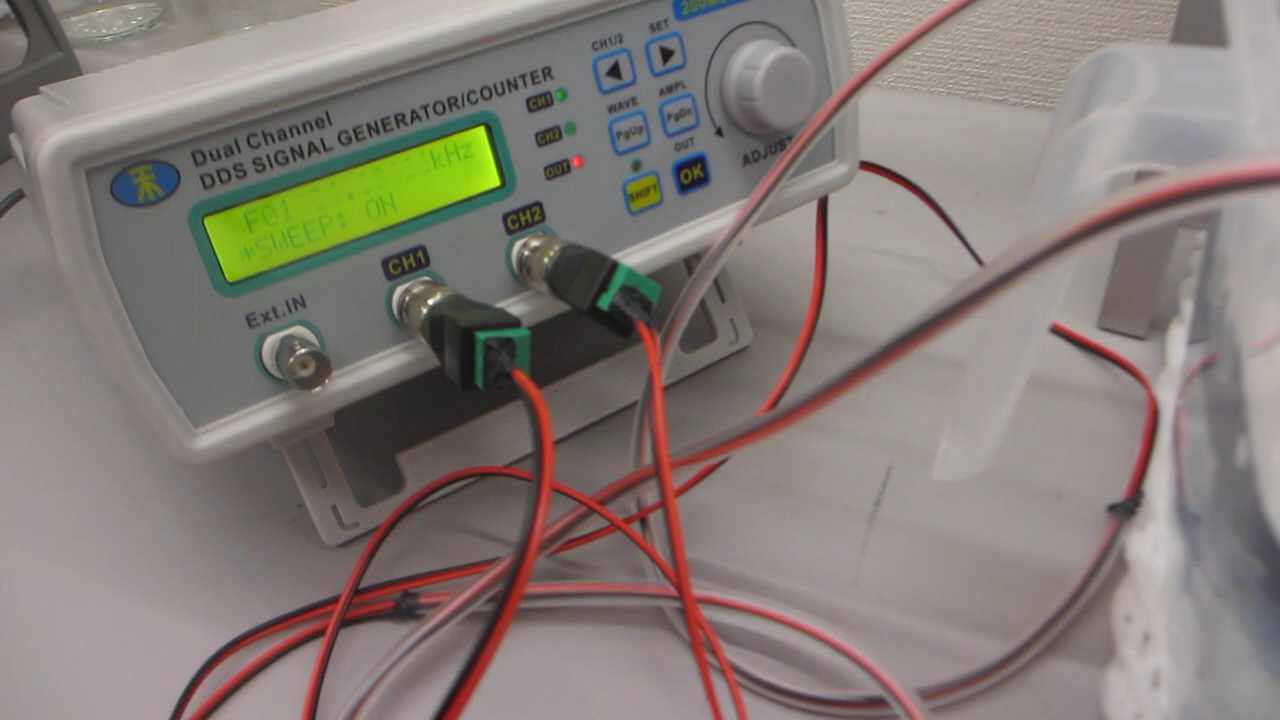 Dual Channel
DDS SIGNAL GENERATOR/COUNTER
F01
kHz
*SWEEP: ON
CH1
CH2
OUT
CH1/2
SET
WAVE
AMPL
PgUp
PgDn
OUT
SHIFT
OK
ADJUST
CH2
CH1
Ext.IN